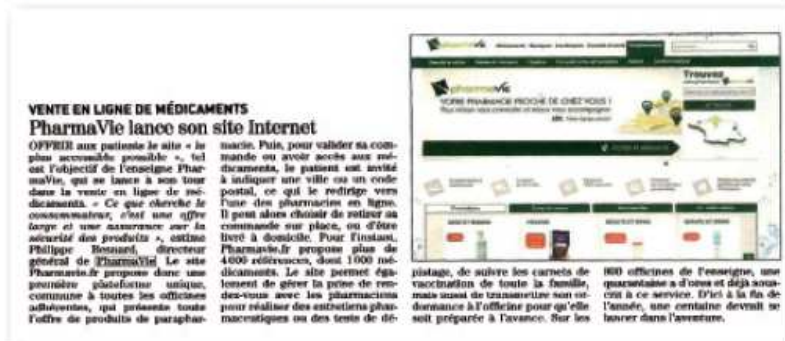 VENTE EN LIGNE DE MÉDICAMENTS
PharmaVie lance son site Internet
OFFRIR aux patients le site « le
plus accessible possible », tel
est l'objectif de l'enseigne Phar-
maVie, qui se lance à son tour
dans la vente en ligne de mé-
dicaments. « Ce que cherche le
consommateur, c'est une offre
large et une assurance sur la
sécurité des produits », estime
Philippe Besnard, directeur
général de PharmaVie. Le site
Pharmavie.fr propose donc une
première plateforme unique,
commune à toutes les officines
adhérentes, qui présente toute
l'offre de produits de paraphar-
macie. Puis, pour valider sa com-
mande ou avoir accès aux mé-
dicaments, le patient est invité
à indiquer une ville ou un code
postal, ce qui le redirige vers
l'une des pharmacies en ligne.
Il peut alors choisir de retirer sa
commande sur place, ou d'être
livré à domicile. Pour l'instant,
Pharmavie.fr propose plus de
4000 références, dont 1000 mé-
dicaments. Le site permet éga-
lement de gérer la prise de ren-
dez-vous avec les pharmaciens
pour réaliser des entretiens phar-
maceutiques ou des tests de dé-
pharmavie
Trouvez
pharmavie
VOTRE PHARMACIE PROCHE DE CHEZ VOUS !
pistage, de suivre les carnets de
vaccination de toute la famille,
mais aussi de transmettre son or-
donnance à l'officine pour qu'elle
soit préparée à l'avance. Sur les
800 officines de l'enseigne, une
quarantaine a d'ores et déjà sous-
crit à ce service. D'ici à la fin de
l'année, une centaine devrait se
lancer dans l'aventure.